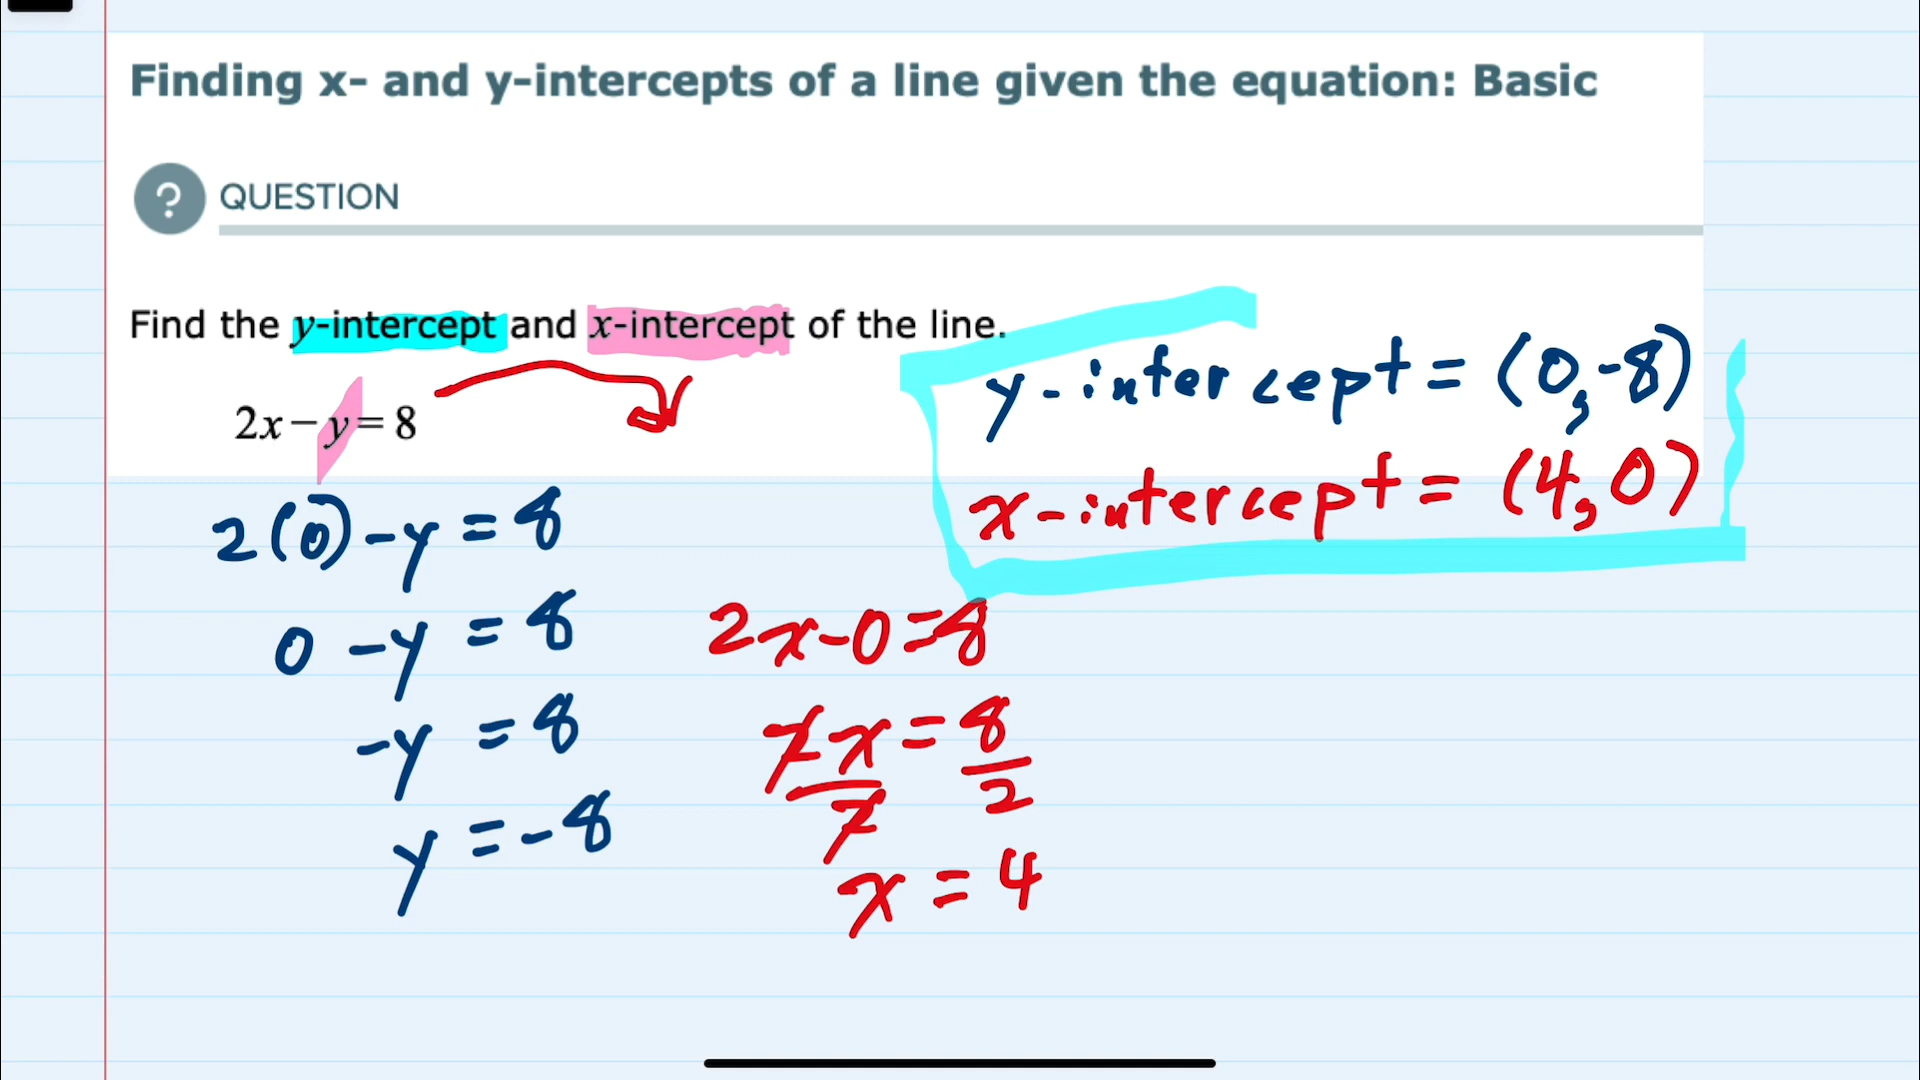 Finding x- and y-intercepts of a line given the equation: Basic
? QUESTION
Find the y-intercept and x-intercept of the line.
2x − y = 8
y-intercept = (0,-8)
x-intercept = (4,0)
2(0)-y = 8
0 -y = 8
-y = 8
y = -8
2x-0=8
2x = 8
2 2
x = 4